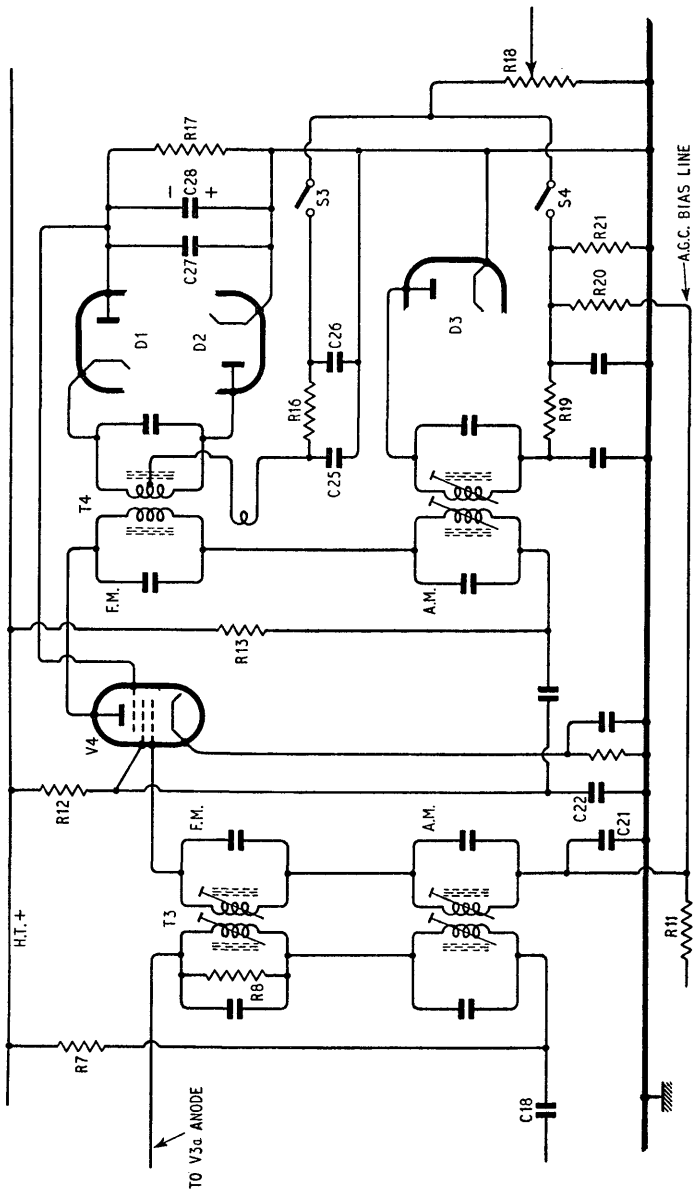 H.T.+
R7
R12
TO V3a ANODE
T3
F.M.
V4
F.M.
T4
D1
D2
C27
C28
-
+
R17
R8
R13
C25
R16
C26
S3
A.M.
A.M.
D3
R18
C18
C22
C21
R19
R20
R21
S4
R11
A.G.C. BIAS LINE